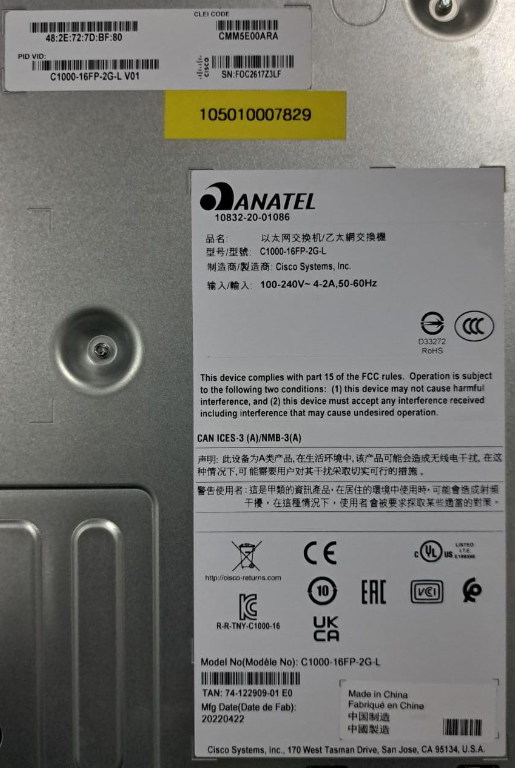 CLEI CODE
48:2E:72:7D:BF:80
CMM5E00ARA
PID VID:
C1000-16FP-2G-L V01
CISCO
SN:FOC2617Z3LF
105010007829
ANATEL
10832-20-01086
品名: 以太网交换机/乙太網交換機
型号/型號: C1000-16FP-2G-L
制造商/製造商: Cisco Systems, Inc.
输入/輸入: 100-240V~ 4-2A,50-60Hz
D33272
RoHS
CCC
This device complies with part 15 of the FCC rules. Operation is subject
to the following two conditions: (1) this device may not cause harmful
interference, and (2) this device must accept any interference received
including interference that may cause undesired operation.
CAN ICES-3 (A)/NMB-3(A)
声明: 此设备为A类产品,在生活环境中,该产品可能会造成无线电干扰,在这
种情况下,可能需要用户对其干扰采取切实可行的措施。
警告使用者: 這是甲類的資訊產品,在居住的環境中使用時,可能會造成射頻
干擾,在這種情況下,使用者會被要求採取某些適當的對策。
CE
C UL US LISTED
I.T.E.
http://cisco-returns.com
10
EAC
VCI
R-R-TNY-C1000-16
UK
CA
Model No(Modèle No): C1000-16FP-2G-L
TAN: 74-122909-01 E0
Mfg Date(Date de Fab):
20220422
Made in China
Fabriqué en Chine
中国制造
中國製造
Cisco Systems, Inc., 170 West Tasman Drive, San Jose, CA 95134, U.S.A.